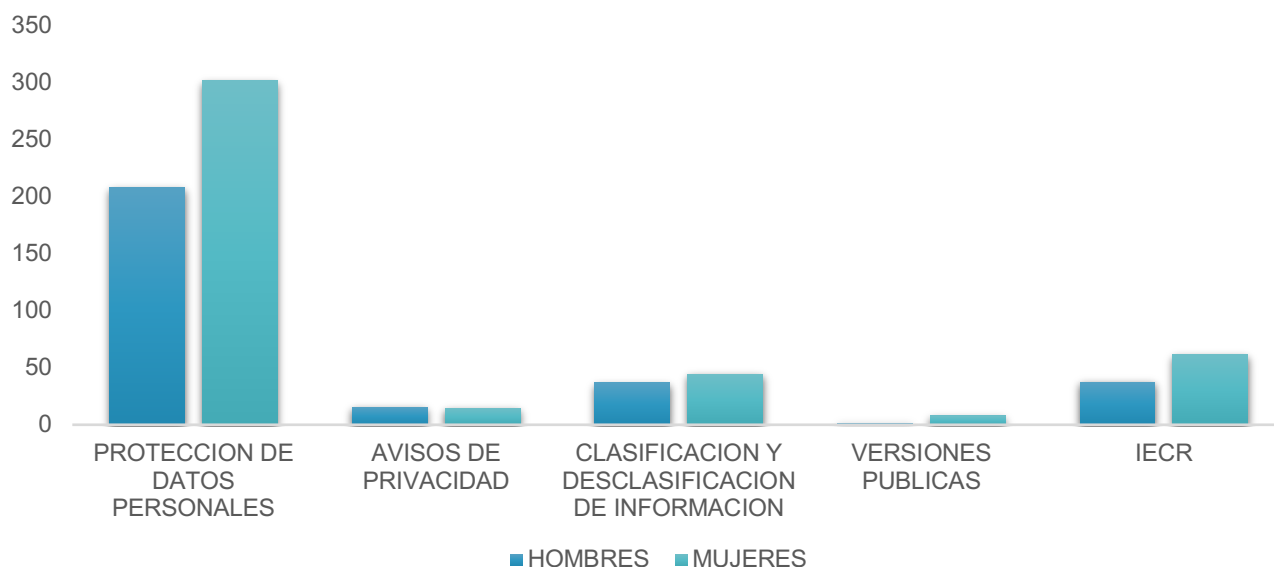 350
300
250
200
150
100
50
0
PROTECCION DE
DATOS
PERSONALES
AVISOS DE
PRIVACIDAD
CLASIFICACION Y
DESCLASIFICACION
DE INFORMACION
VERSIONES
PUBLICAS
IECR
HOMBRES MUJERES